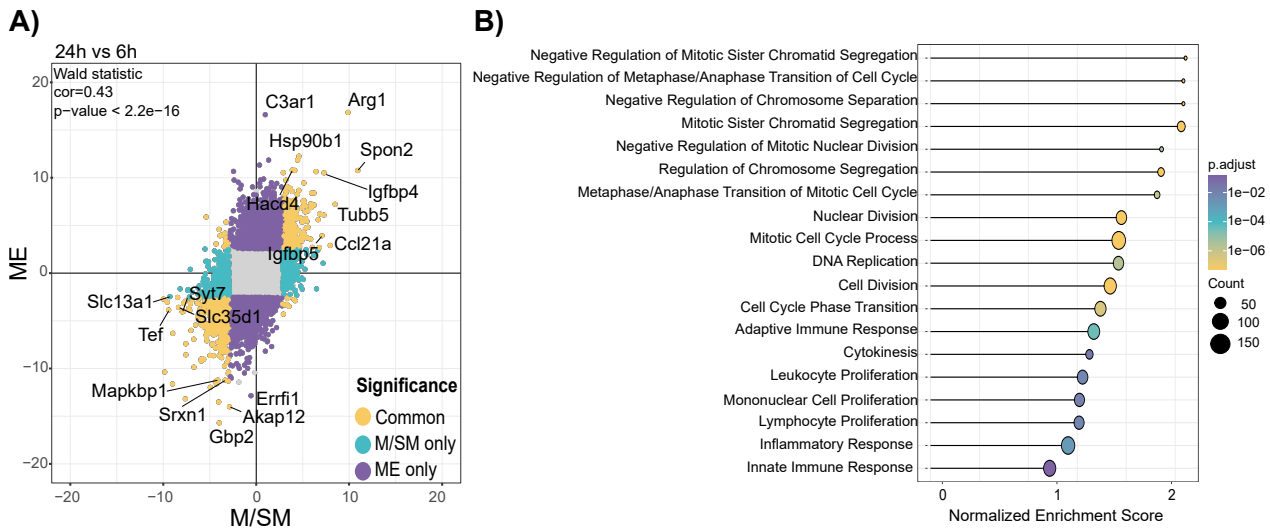 A)
24h vs 6h
Wald statistic
cor=0.43
p−value < 2.2e−16
C3ar1
Arg1
Hsp90b1
Spon2
Igfbp4
Hacd4
Tubb5
Ccl21a
Igfbp5
Slc13a1
Syt7
Slc35d1
Tef
Mapkbp1
Srxn1
Errfi1
Akap12
Gbp2
Significance
Common
M/SM only
ME only
20
10
0
−10
−20
ME
−20
−10
0
10
20
M/SM
B)
Negative Regulation of Mitotic Sister Chromatid Segregation
Negative Regulation of Metaphase/Anaphase Transition of Cell Cycle
Negative Regulation of Chromosome Separation
Mitotic Sister Chromatid Segregation
Negative Regulation of Mitotic Nuclear Division
Regulation of Chromosome Segregation
Metaphase/Anaphase Transition of Mitotic Cell Cycle
Nuclear Division
Mitotic Cell Cycle Process
DNA Replication
Cell Division
Cell Cycle Phase Transition
Adaptive Immune Response
Cytokinesis
Leukocyte Proliferation
Mononuclear Cell Proliferation
Lymphocyte Proliferation
Inflammatory Response
Innate Immune Response
0
1
2
Normalized Enrichment Score
p.adjust
1e−02
1e−04
1e−06
Count
50
100
150